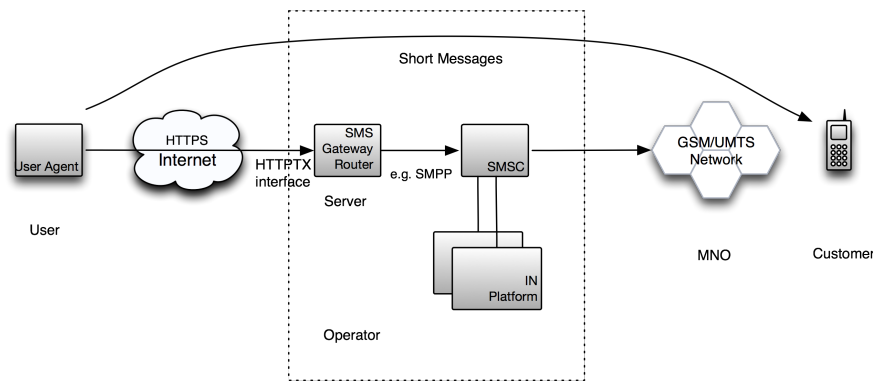 Short Messages
User Agent
HTTPS
Internet
HTTPTX
interface
SMS
Gateway
Router
e.g. SMPP
SMSC
GSM/UMTS
Network
User
Server
IN
Platform
MNO
Customer
Operator